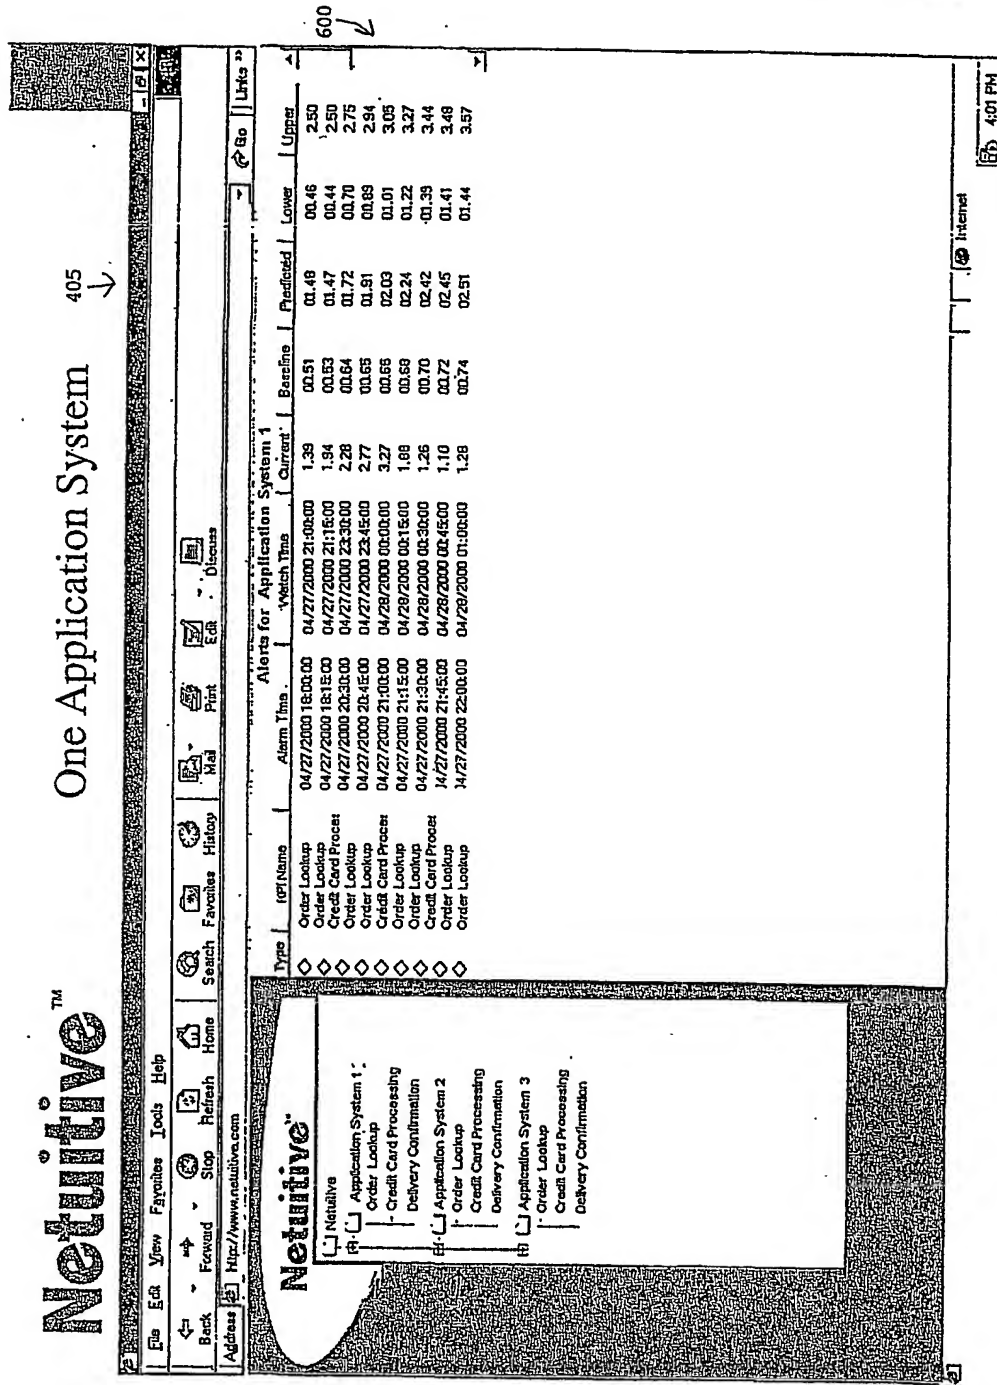 Netuitive™
One Application System
405
File Edit View Favorites Tools Help
Back Forward Stop Refresh Home Search Favorites History Mail Print Edit Discuss
Address http://www.netuitive.com Go Links »
Netuitive™
Netuitive
Application System 1
Order Lookup
Credit Card Processing
Delivery Confirmation
Application System 2
Order Lookup
Credit Card Processing
Delivery Confirmation
Application System 3
Order Lookup
Credit Card Processing
Delivery Confirmation
Alerts for Application System 1
Type KPI Name Alarm Time Watch Time Current Baseline Predicted Lower Upper
Order Lookup 04/27/2000 18:00:00 04/27/2000 21:00:00 1.39 00.51 01.48 00.46 2.50
Order Lookup 04/27/2000 18:15:00 04/27/2000 21:15:00 1.94 00.53 01.47 00.44 2.50
Credit Card Proces 04/27/2000 20:30:00 04/27/2000 23:30:00 2.28 00.64 01.72 00.70 2.75
Order Lookup 04/27/2000 20:45:00 04/27/2000 23:45:00 2.77 00.65 01.91 00.89 2.94
Order Lookup 04/27/2000 21:00:00 04/28/2000 00:00:00 3.27 00.66 02.03 01.01 3.05
Credit Card Proces 04/27/2000 21:15:00 04/28/2000 00:15:00 1.88 00.68 02.24 01.22 3.27
Order Lookup 04/27/2000 21:30:00 04/28/2000 00:30:00 1.26 00.70 02.42 01.39 3.44
Order Lookup 04/27/2000 21:45:00 04/28/2000 00:45:00 1.10 00.72 02.45 01.41 3.48
Credit Card Proces 04/27/2000 22:00:00 04/28/2000 01:00:00 1.28 00.74 02.51 01.44 3.57
Order Lookup
Order Lookup
600
Internet
4:01 PM